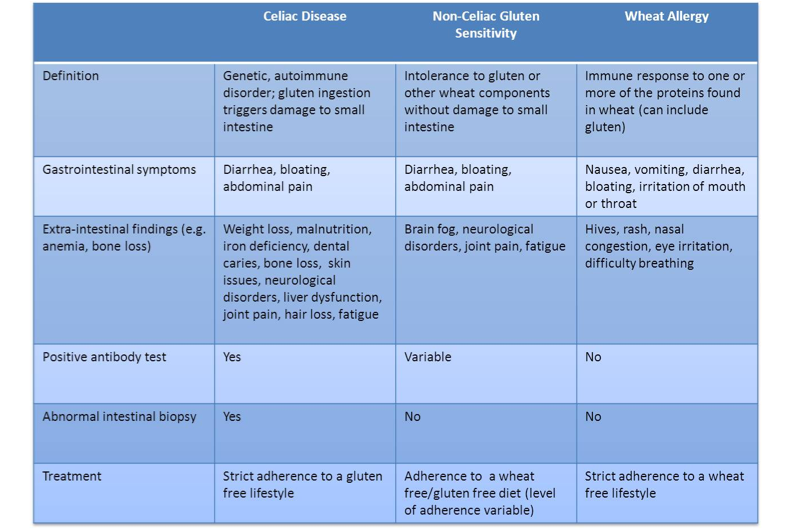 Celiac Disease
Non-Celiac Gluten
Sensitivity
Wheat Allergy
Definition
Genetic, autoimmune
disorder; gluten ingestion
triggers damage to small
intestine
Intolerance to gluten or
other wheat components
without damage to small
intestine
Immune response to one or
more of the proteins found
in wheat (can include
gluten)
Gastrointestinal symptoms
Diarrhea, bloating,
abdominal pain
Diarrhea, bloating,
abdominal pain
Nausea, vomiting, diarrhea,
bloating, irritation of mouth
or throat
Extra-intestinal findings (e.g.
anemia, bone loss)
Weight loss, malnutrition,
iron deficiency, dental
caries, bone loss,  skin
issues, neurological
disorders, liver dysfunction,
joint pain, hair loss, fatigue
Brain fog, neurological
disorders, joint pain, fatigue
Hives, rash, nasal
congestion, eye irritation,
difficulty breathing
Positive antibody test
Yes
Variable
No
Abnormal intestinal biopsy
Yes
No
No
Treatment
Strict adherence to a gluten
free lifestyle
Adherence to  a wheat
free/gluten free diet (level
of adherence variable)
Strict adherence to a wheat
free lifestyle